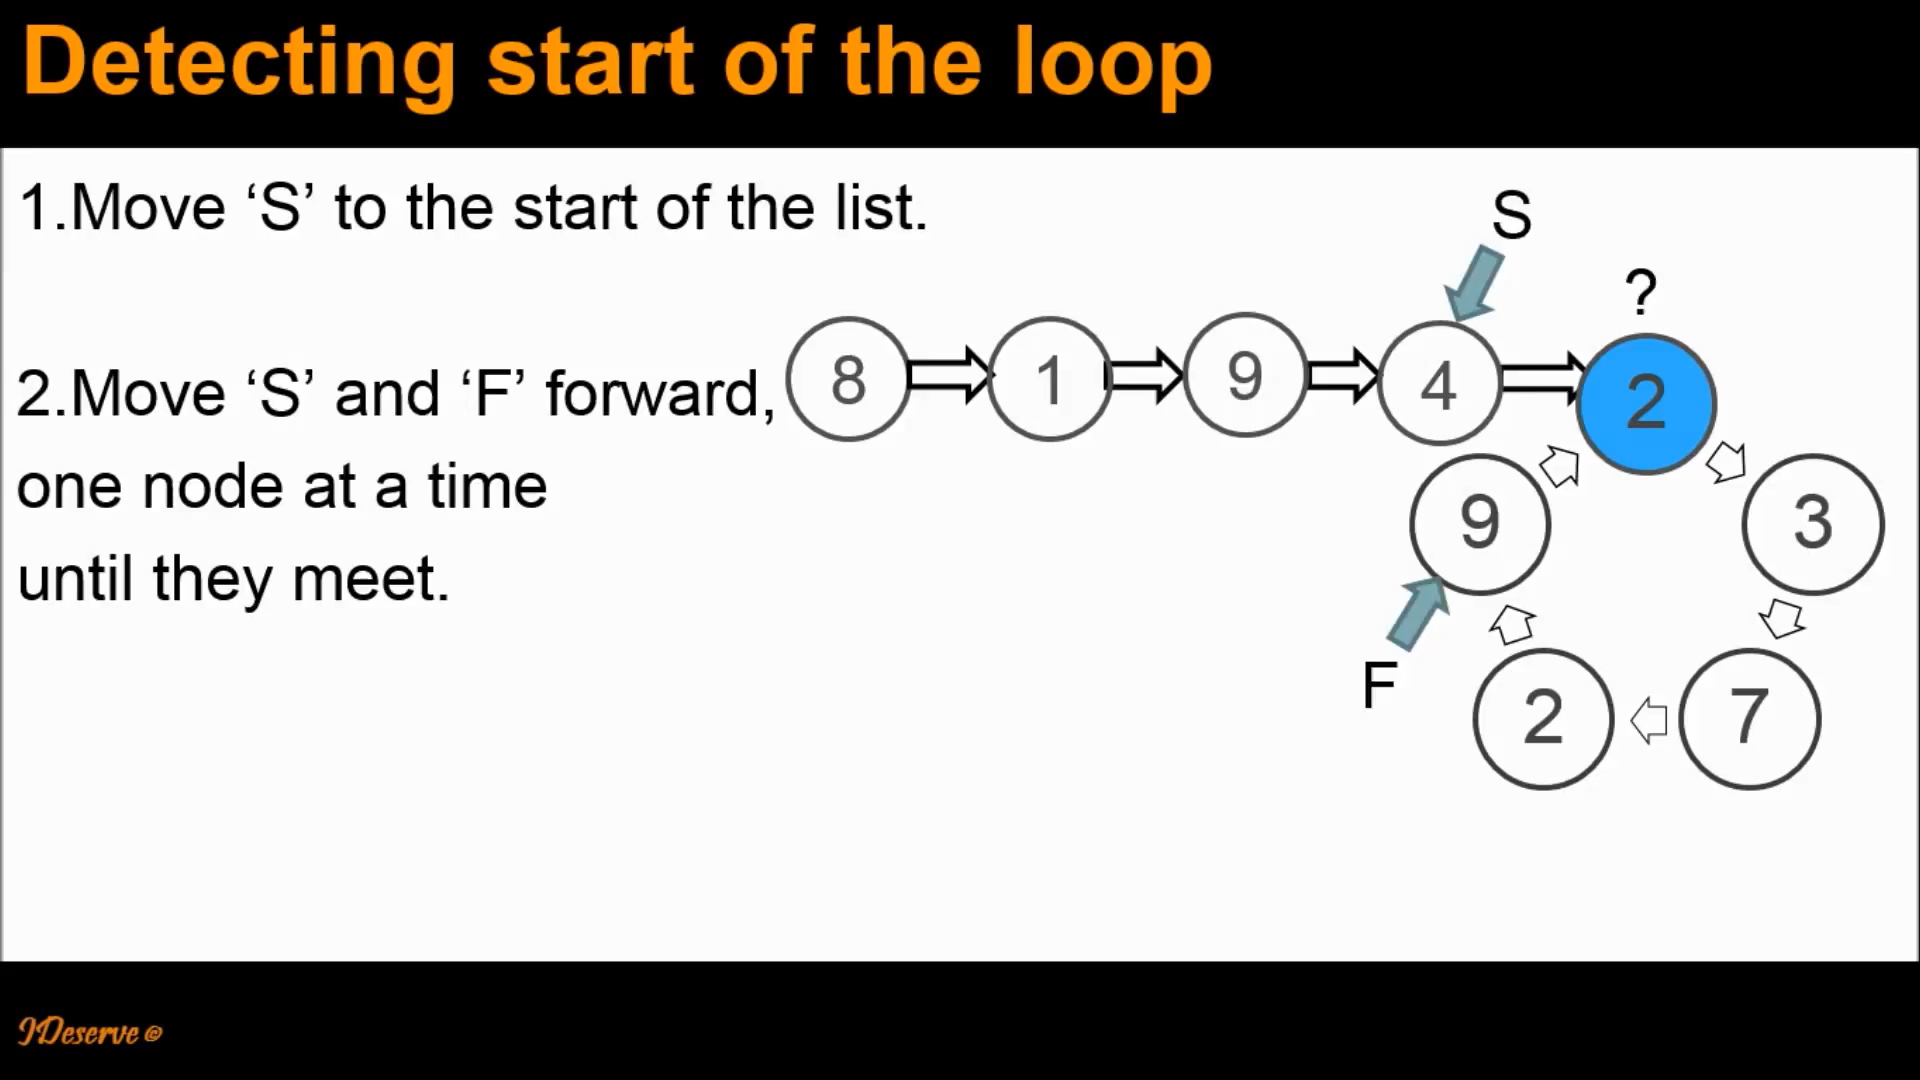 Detecting start of the loop
1.Move ‘S’ to the start of the list.
S
?
2.Move ‘S’ and ‘F’ forward,
8
1
9
4
2
one node at a time
9
3
until they meet.
F
2
7
IDeserve ©